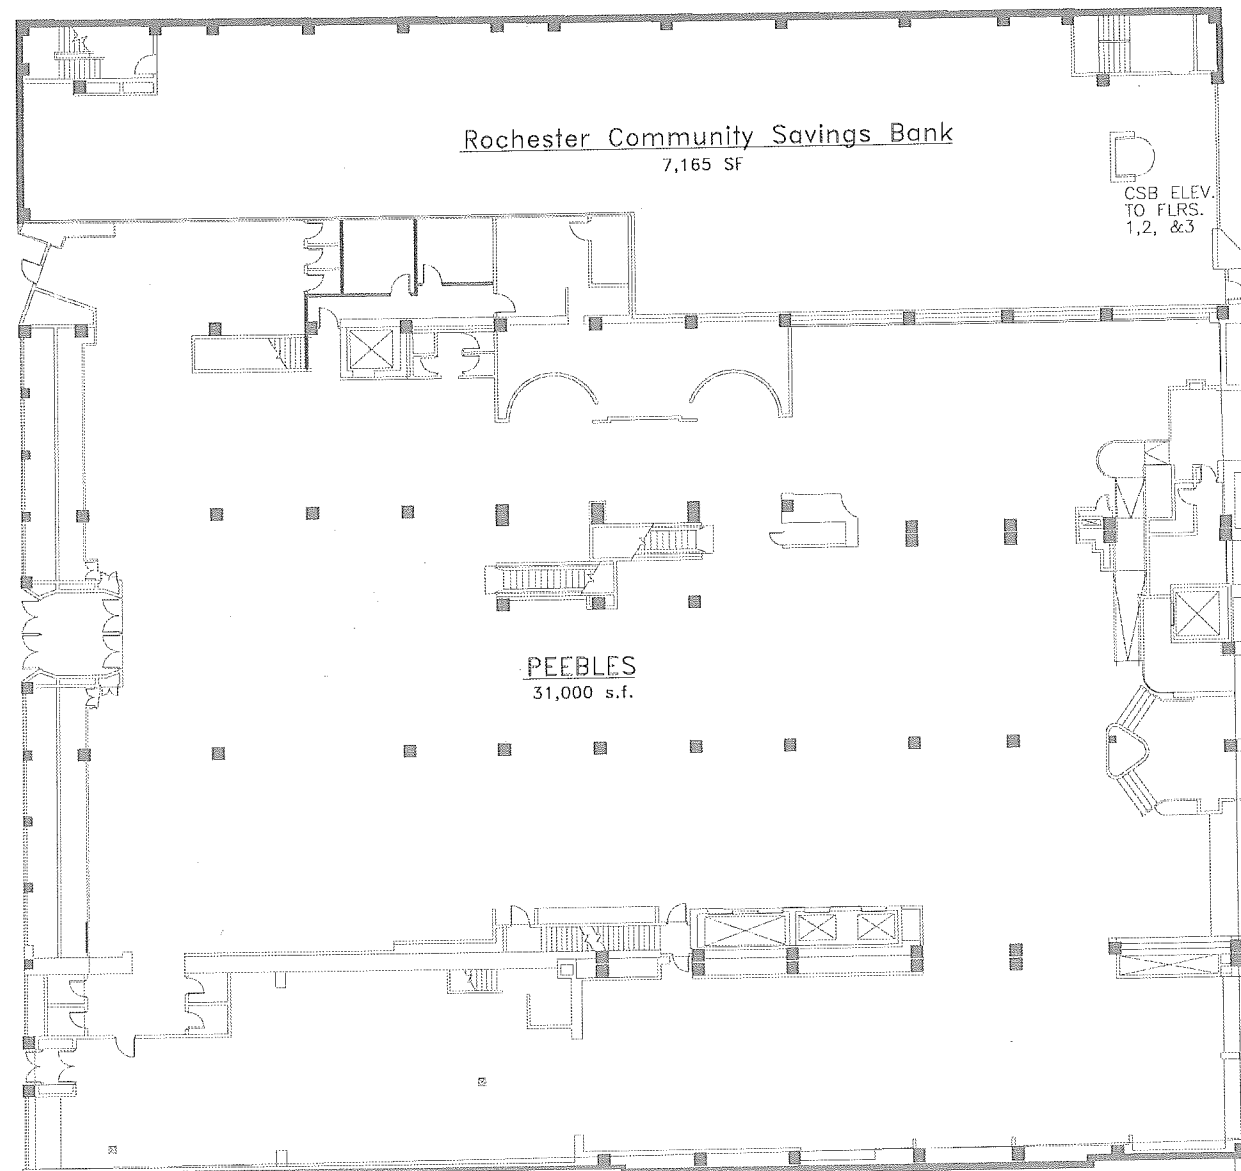 Rochester Community Savings Bank
7,165 SF
CSB ELEV.
TO FLRS.
1,2, &3
PEEBLES
31,000 s.f.